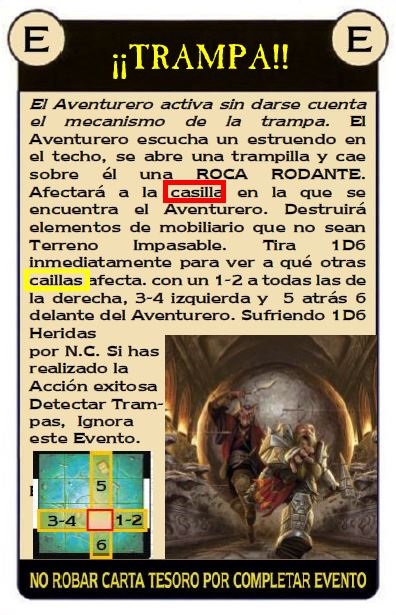 E
E
¡¡TRAMPA!!
El Aventurero activa sin darse cuenta
el mecanismo de la trampa. El
Aventurero escucha un estruendo en
el techo, se abre una trampilla y cae
sobre él una ROCA RODANTE.
Afectará a la casilla en la que se
encuentra el Aventurero. Destruirá
elementos de mobiliario que no sean
Terreno Impasable. Tira 1D6
inmediatamente para ver a qué otras
caillas afecta. con un 1-2 a todas las de
la derecha, 3-4 izquierda y 5 atrás 6
delante del Aventurero. Sufriendo 1D6
Heridas
por N.C. Si has
realizado la
Acción exitosa
Detectar Tram-
pas, Ignora
este Evento.
5
3-4
1-2
6
NO ROBAR CARTA TESORO POR COMPLETAR EVENTO